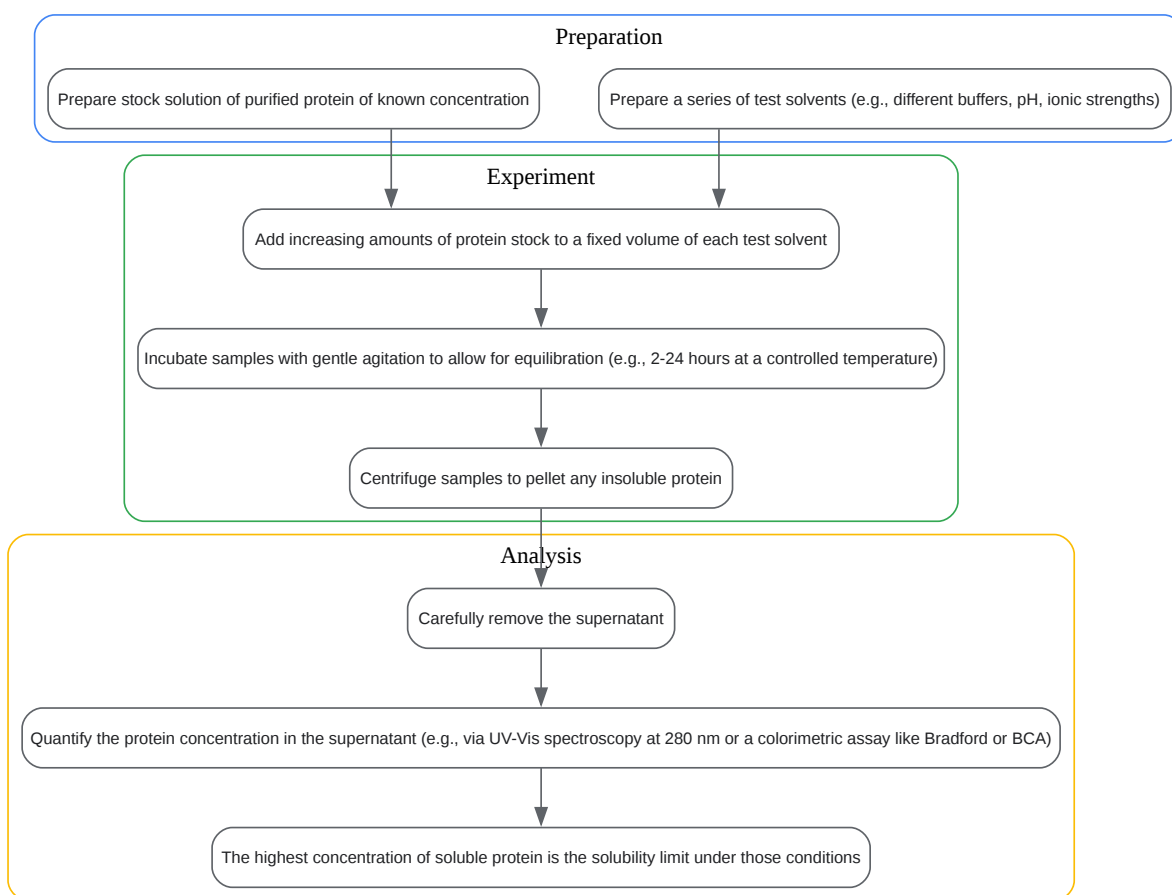 Preparation
Prepare stock solution of purified protein of known concentration
Prepare a series of test solvents (e.g., different buffers, pH, ionic strengths)
Experiment
Add increasing amounts of protein stock to a fixed volume of each test solvent
Incubate samples with gentle agitation to allow for equilibration (e.g., 2-24 hours at a controlled temperature)
Centrifuge samples to pellet any insoluble protein
Analysis
Carefully remove the supernatant
Quantify the protein concentration in the supernatant (e.g., via UV-Vis spectroscopy at 280 nm or a colorimetric assay like Bradford or BCA)
The highest concentration of soluble protein is the solubility limit under those conditions